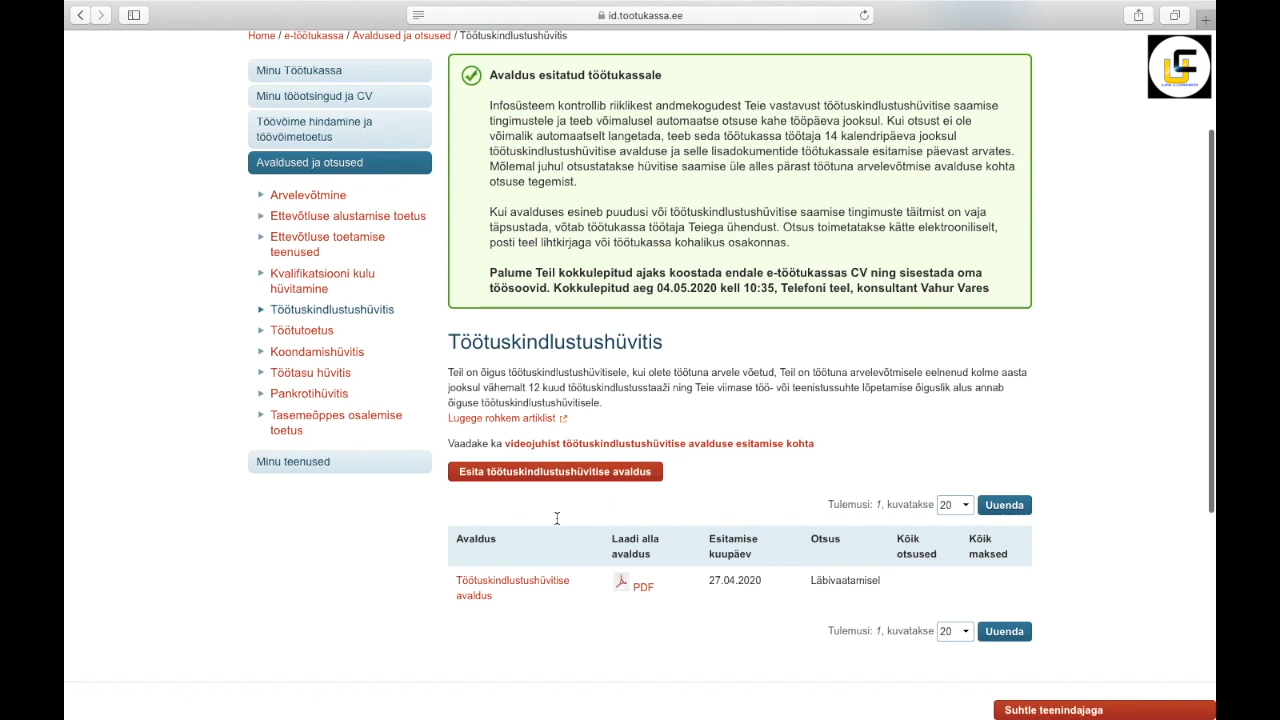 id.tootukassa.ee
Home / e-töötukassa / Avaldused ja otsused / Töötuskindlustushüvitis
Minu Töötukassa
Minu tööotsingud ja CV
Töövõime hindamine ja
töövõimetoetus
Avaldused ja otsused
Arvelevõtmine
Ettevõtluse alustamise toetus
Ettevõtluse toetamise
teenused
Kvalifikatsiooni kulu
hüvitamine
Töötuskindlustushüvitis
Töötutoetus
Koondamishüvitis
Töötasu hüvitis
Pankrotihüvitis
Tasemeõppes osalemise
toetus
Minu teenused
Avaldus esitatud töötukassale
Infosüsteem kontrollib riiklikest andmekogudest Teie vastavust töötuskindlustushüvitise saamise
tingimustele ja teeb võimalusel automaatse otsuse kahe tööpäeva jooksul. Kui otsust ei ole
võimalik automaatselt langetada, teeb seda töötukassa töötaja 14 kalendripäeva jooksul
töötuskindlustushüvitise avalduse ja selle lisadokumentide töötukassale esitamise päevast arvates.
Mõlemal juhul otsustatakse hüvitise saamise üle alles pärast töötuna arvelevõtmise avalduse kohta
otsuse tegemist.
Kui avalduses esineb puudusi või töötuskindlustushüvitise saamise tingimuste täitmist on vaja
täpsustada, võtab töötukassa töötaja Teiega ühendust. Otsus toimetatakse kätte elektrooniliselt,
posti teel lihtkirjaga või töötukassa kohalikus osakonnas.
Palume Teil kokkulepitud ajaks koostada endale e-töötukassas CV ning sisestada oma
töösoovid. Kokkulepitud aeg 04.05.2020 kell 10:35, Telefoni teel, konsultant Vahur Vares
Töötuskindlustushüvitis
Teil on õigus töötuskindlustushüvitisele, kui olete töötuna arvele võetud, Teil on töötuna arvelevõtmisele eelnenud kolme aasta
jooksul vähemalt 12 kuud töötuskindlustusstaaži ning Teie viimase töö- või teenistussuhte lõpetamise õiguslik alus annab
õiguse töötuskindlustushüvitisele.
Lugege rohkem artiklist
Vaadake ka videojuhist töötuskindlustushüvitise avalduse esitamise kohta
Esita töötuskindlustushüvitise avaldus
Tulemusi: 1, kuvatakse 20 Uuenda
Avaldus Laadi alla avaldus Esitamise kuupäev Otsus Kõik otsused Kõik maksed
Töötuskindlustushüvitise avaldus PDF 27.04.2020 Läbivaatamisel
Tulemusi: 1, kuvatakse 20 Uuenda
Suhtle teenindajaga